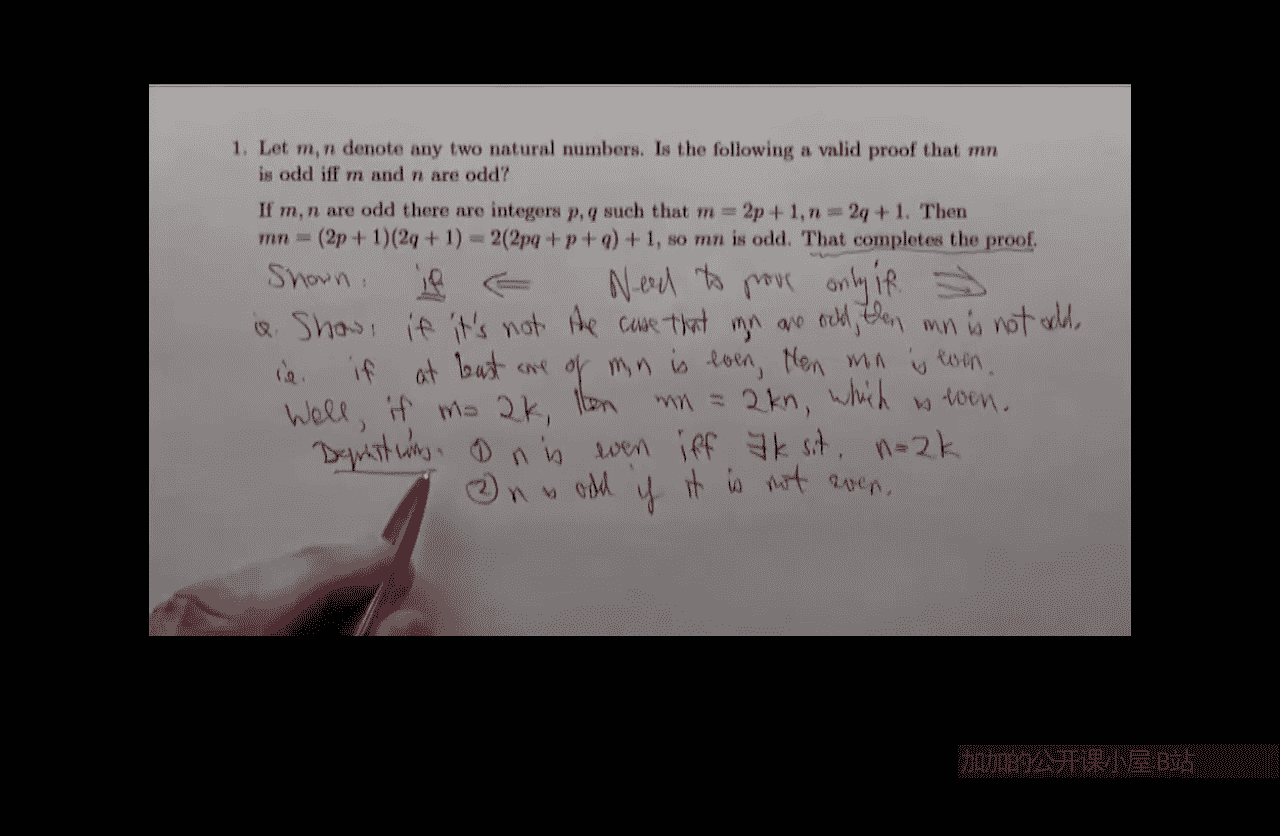 1. Let m, n denote any two natural numbers. Is the following a valid proof that mn
is odd iff m and n are odd?
If m, n are odd there are integers p, q such that m = 2p + 1, n = 2q + 1. Then
mn = (2p + 1)(2q + 1) = 2(2pq + p + q) + 1, so mn is odd. That completes the proof.
Shown: if ⇐ Need to prove only if. ⇒
ie. Show: if it's not the case that m,n are odd, then mn is not odd.
i.e. if at least one of m,n is even, then mn is even.
Well, if m = 2k, then mn = 2kn, which is even.
Definitions. ① n is even iff ∃k s.t. n = 2k
② n is odd if it is not even.
加加的公开课小屋 B站